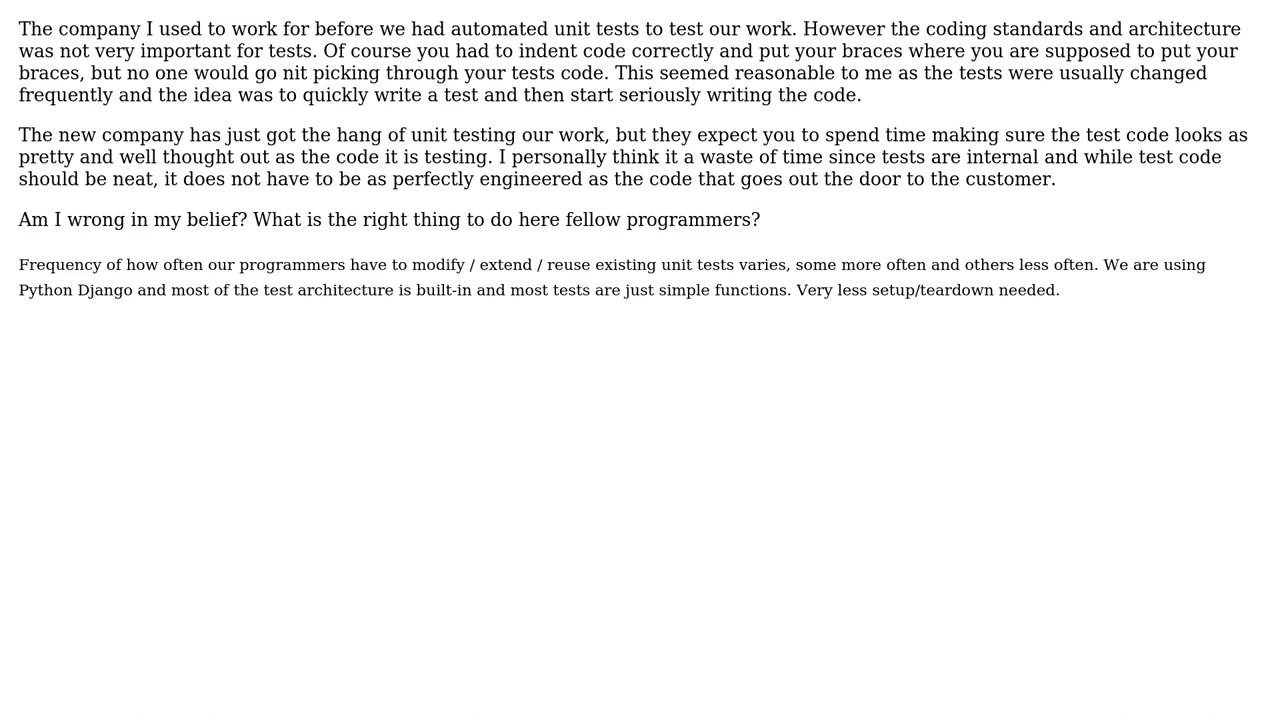 The company I used to work for before we had automated unit tests to test our work. However the coding standards and architecture
was not very important for tests. Of course you had to indent code correctly and put your braces where you are supposed to put your
braces, but no one would go nit picking through your tests code. This seemed reasonable to me as the tests were usually changed
frequently and the idea was to quickly write a test and then start seriously writing the code.
The new company has just got the hang of unit testing our work, but they expect you to spend time making sure the test code looks as
pretty and well thought out as the code it is testing. I personally think it a waste of time since tests are internal and while test code
should be neat, it does not have to be as perfectly engineered as the code that goes out the door to the customer.
Am I wrong in my belief? What is the right thing to do here fellow programmers?
Frequency of how often our programmers have to modify / extend / reuse existing unit tests varies, some more often and others less often. We are using
Python Django and most of the test architecture is built-in and most tests are just simple functions. Very less setup/teardown needed.